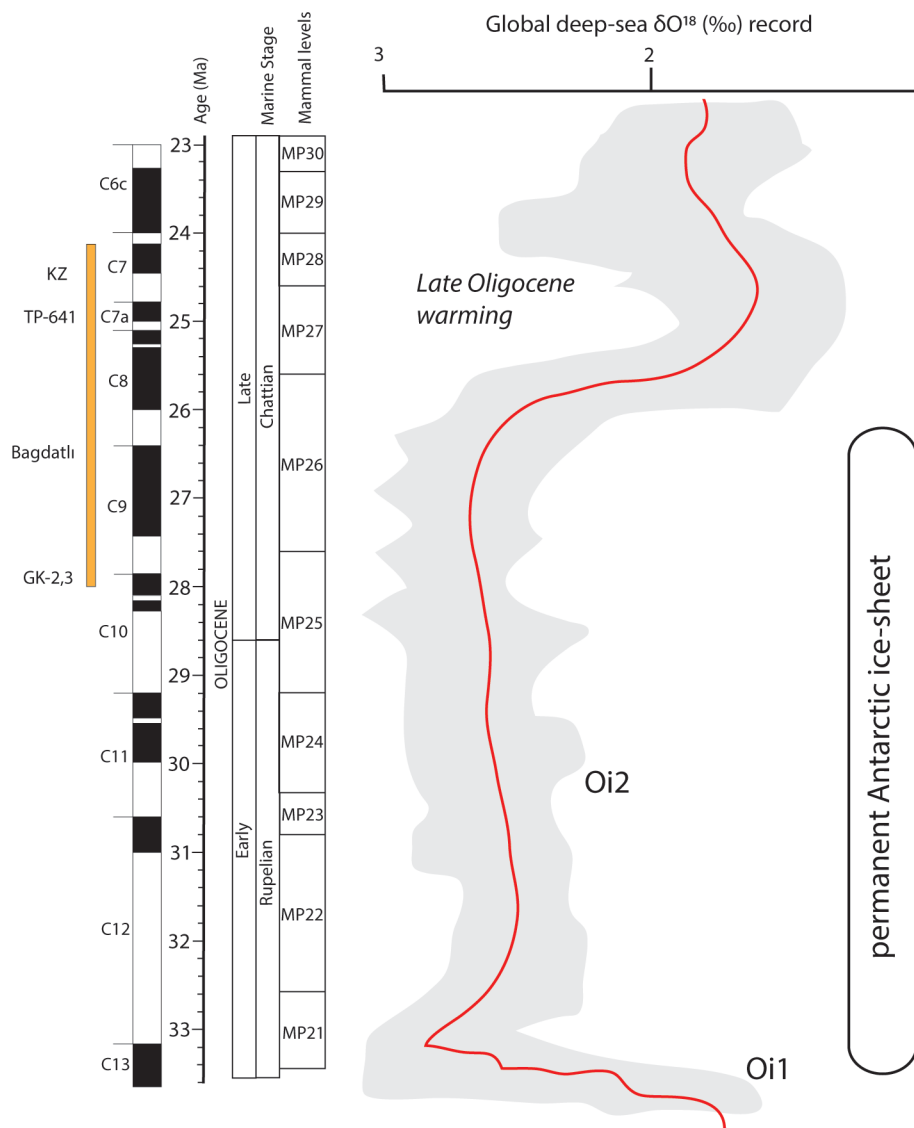 Global deep-sea δO¹⁸ (‰) record
3
2
Age (Ma)
Marine Stage
Mammal levels
23
24
25
26
27
28
29
30
31
32
33
C6c
C7
C7a
C8
C9
C10
C11
C12
C13
KZ
TP-641
Bagdatlı
GK-2,3
OLIGOCENE
Late
Early
Chattian
Rupelian
MP30
MP29
MP28
MP27
MP26
MP25
MP24
MP23
MP22
MP21
Late Oligocene
warming
Oi2
Oi1
permanent Antarctic ice-sheet